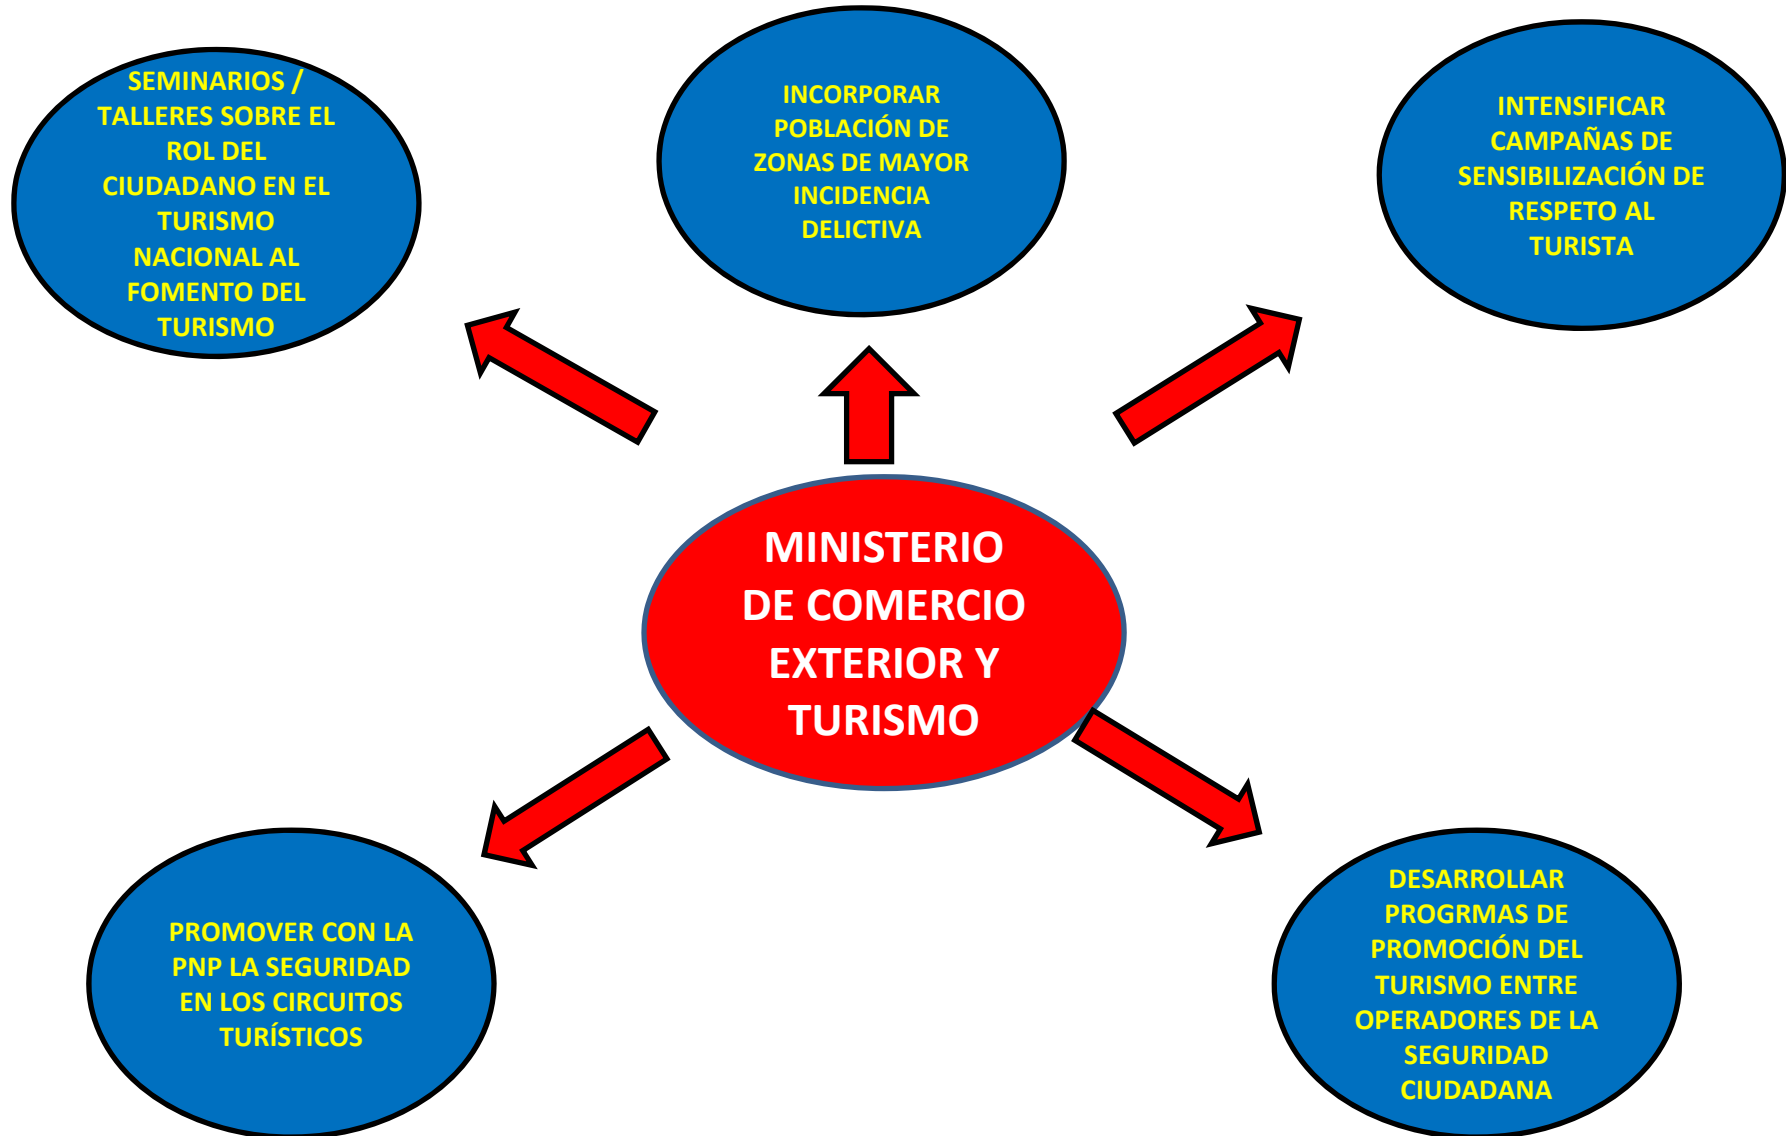 SEMINARIOS /
TALLERES SOBRE EL
ROL DEL
CIUDADANO EN EL
TURISMO
NACIONAL AL
FOMENTO DEL
TURISMO
INCORPORAR
POBLACIÓN DE
ZONAS DE MAYOR
INCIDENCIA
DELICTIVA
INTENSIFICAR
CAMPAÑAS DE
SENSIBILIZACIÓN DE
RESPETO AL
TURISTA
MINISTERIO
DE COMERCIO
EXTERIOR Y
TURISMO
PROMOVER CON LA
PNP LA SEGURIDAD
EN LOS CIRCUITOS
TURÍSTICOS
DESARROLLAR
PROGRMAS DE
PROMOCIÓN DEL
TURISMO ENTRE
OPERADORES DE LA
SEGURIDAD
CIUDADANA